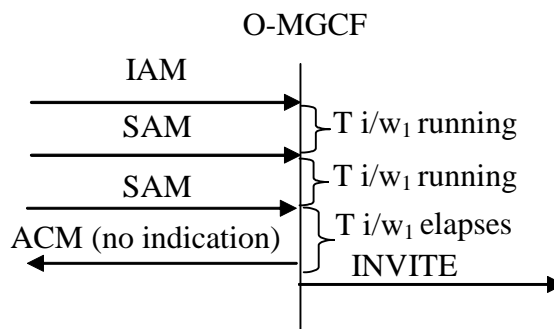 O-MGCF
IAM
T i/w₁ running
SAM
T i/w₁ running
SAM
T i/w₁ elapses
ACM (no indication)
INVITE